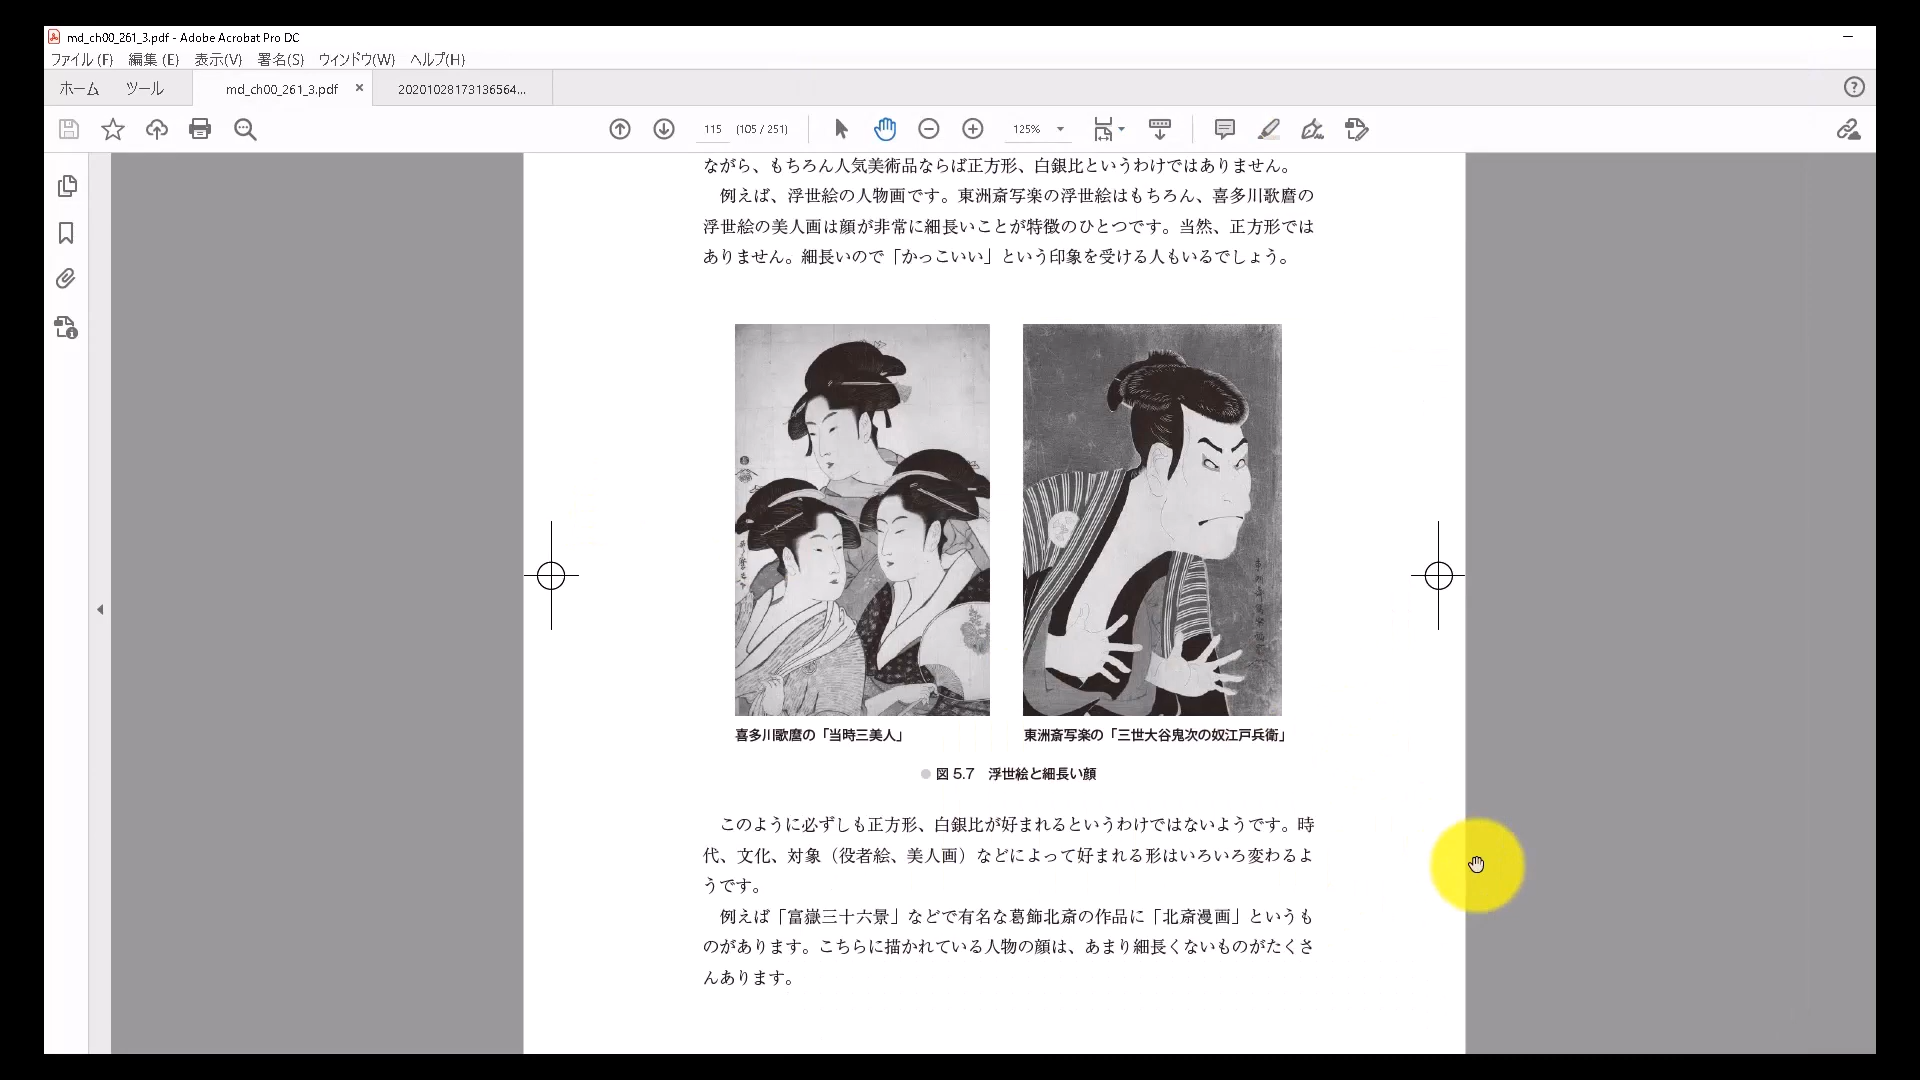 md_ch00_261_3.pdf - Adobe Acrobat Pro DC
ファイル(F) 編集(E) 表示(V) 署名(S) ウィンドウ(W) ヘルプ(H)
ホーム ツール md_ch00_261_3.pdf × 20201028173136564...
115 (105 / 251) 125%
ながら、もちろん人気美術品ならば正方形、白銀比というわけではありません。
例えば、浮世絵の人物画です。東洲斎写楽の浮世絵はもちろん、喜多川歌麿の
浮世絵の美人画は顔が非常に細長いことが特徴のひとつです。当然、正方形では
ありません。細長いので「かっこいい」という印象を受ける人もいるでしょう。
喜多川歌麿の「当時三美人」
東洲斎写楽の「三世大谷鬼次の奴江戸兵衛」
図 5.7 浮世絵と細長い顔
このように必ずしも正方形、白銀比が好まれるというわけではないようです。時
代、文化、対象（役者絵、美人画）などによって好まれる形はいろいろ変わるよ
うです。
例えば「富嶽三十六景」などで有名な葛飾北斎の作品に「北斎漫画」というも
のがあります。こちらに描かれている人物の顔は、あまり細長くないものがたくさ
んあります。